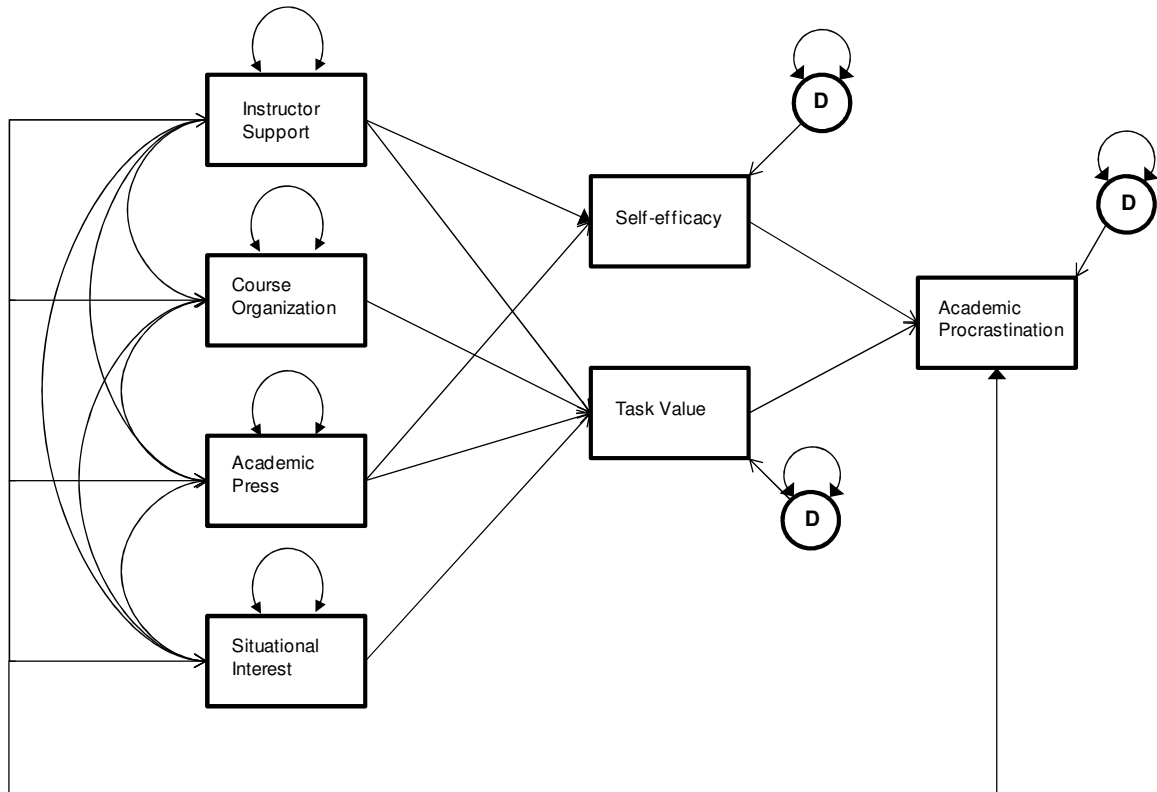 Instructor
Support
Course
Organization
Academic
Press
Situational
Interest
D
Self-efficacy
Task Value
D
D
Academic
Procrastination